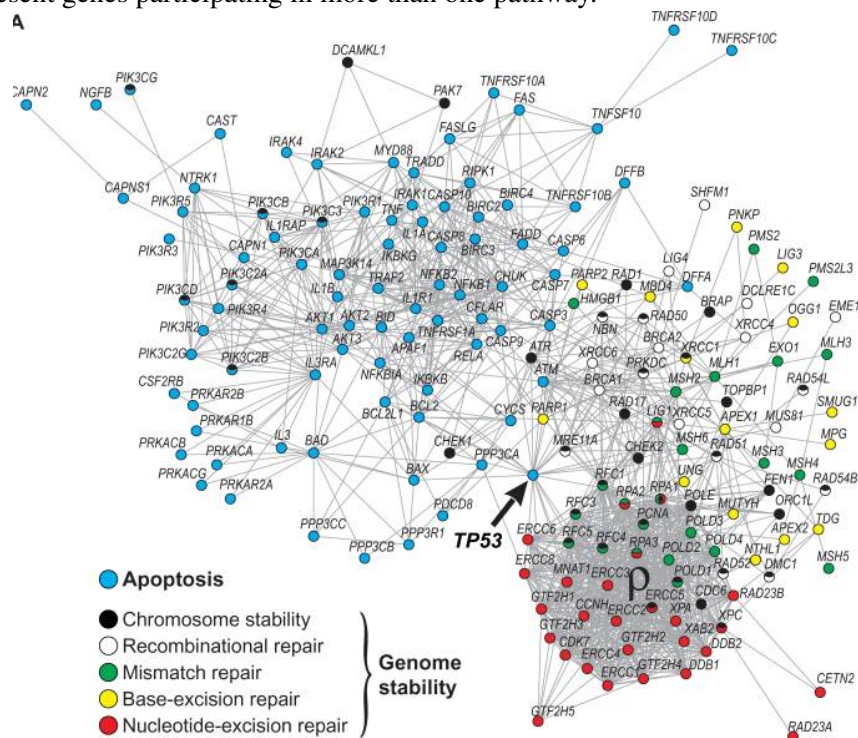 esent genes participating in more than one pathway.
A
TNFRSF10D
TNFRSF10C
DCAMKL1
CAPN2
NGFB
PIK3CG
PAK7
TNFRSF10A
FAS
TNFSF10
CAST
FASLG
IRAK4
IRAK2
MYD88
TRADD
RIPK1
DFFB
CAPNS1
NTRK1
PIK3R5
PIK3CB
PIK3C3
PIK3R1
IRAK1
CASP10
BIRC4
TNFRSF10B
SHFM1
TNF
BIRC2
PNKP
IL1RAP
IL1A
CASP8
FADD
CASP6
PMS2
PIK3R3
CAPN1
PIK3CA
IKBKG
BIRC3
LIG4
LIG3
MAP3K14
NFKB2
CHUK
CASP7
PARP2
RAD1
PIK3CD
PIK3C2A
IL1B
TRAF2
NFKB1
MBD4
DFFA
DCLRE1C
PMS2L3
PIK3R4
IL1R1
CFLAR
HMGB1
RAD50
BRAP
OGG1
EME1
PIK3R2
AKT1
AKT2
BID
TNFRSF1A
CASP3
NBN
BRCA2
XRCC4
AKT3
APAF1
CASP9
ATR
XRCC6
PRKDC
XRCC1
EXO1
MLH3
PIK3C2G
PIK3C2B
IL3RA
NFKBIA
RELA
ATM
BRCA1
MSH2
MLH1
CSF2RB
IKBKB
TOPBP1
RAD54L
PRKAR2B
BCL2L1
BCL2
CYCS
PARP1
RAD17
LIG1
XRCC5
APEX1
MUS81
SMUG1
PRKAR1B
MRE11A
MSH6
RAD51
MPG
PRKACB
PRKACA
IL3
BAD
CHEK1
PPP3CA
CHEK2
MSH3
MSH4
PRKACG
PRKAR2A
BAX
RFC1
RPA2
RPA1
UNG
FEN1
RAD54B
PDCD8
RFC3
PCNA
POLE
MUTYH
ORC1L
TP53
ERCC6
RFC5
RFC4
RPA3
POLD3
APEX2
TDG
PPP3CC
PPP3CB
PPP3R1
ERCC8
POLD2
POLD4
NTHL1
MSH5
MNAT1
ERCC3
ρ
POLD1
RAD52
DMC1
GTF2H1
CCNH
ERCC2
ERCC5
CDC6
RAD23B
GTF2H3
XPA
XPC
CDK7
GTF2H2
XAB2
ERCC4
DDB2
ERCC1
GTF2H4
DDB1
CETN2
GTF2H5
RAD23A
Apoptosis
Chromosome stability
Recombinational repair
Mismatch repair
Base-excision repair
Nucleotide-excision repair
Genome
stability